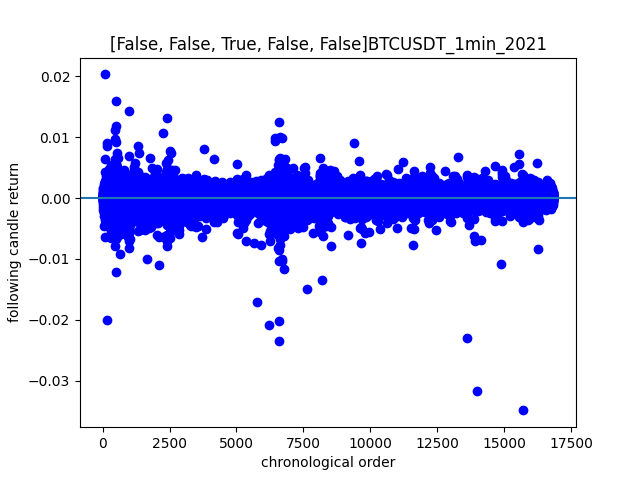 [False, False, True, False, False]BTCUSDT_1min_2021
0.02
0.01
0.00
−0.01
−0.02
−0.03
following candle return
0 2500 5000 7500 10000 12500 15000 17500
chronological order